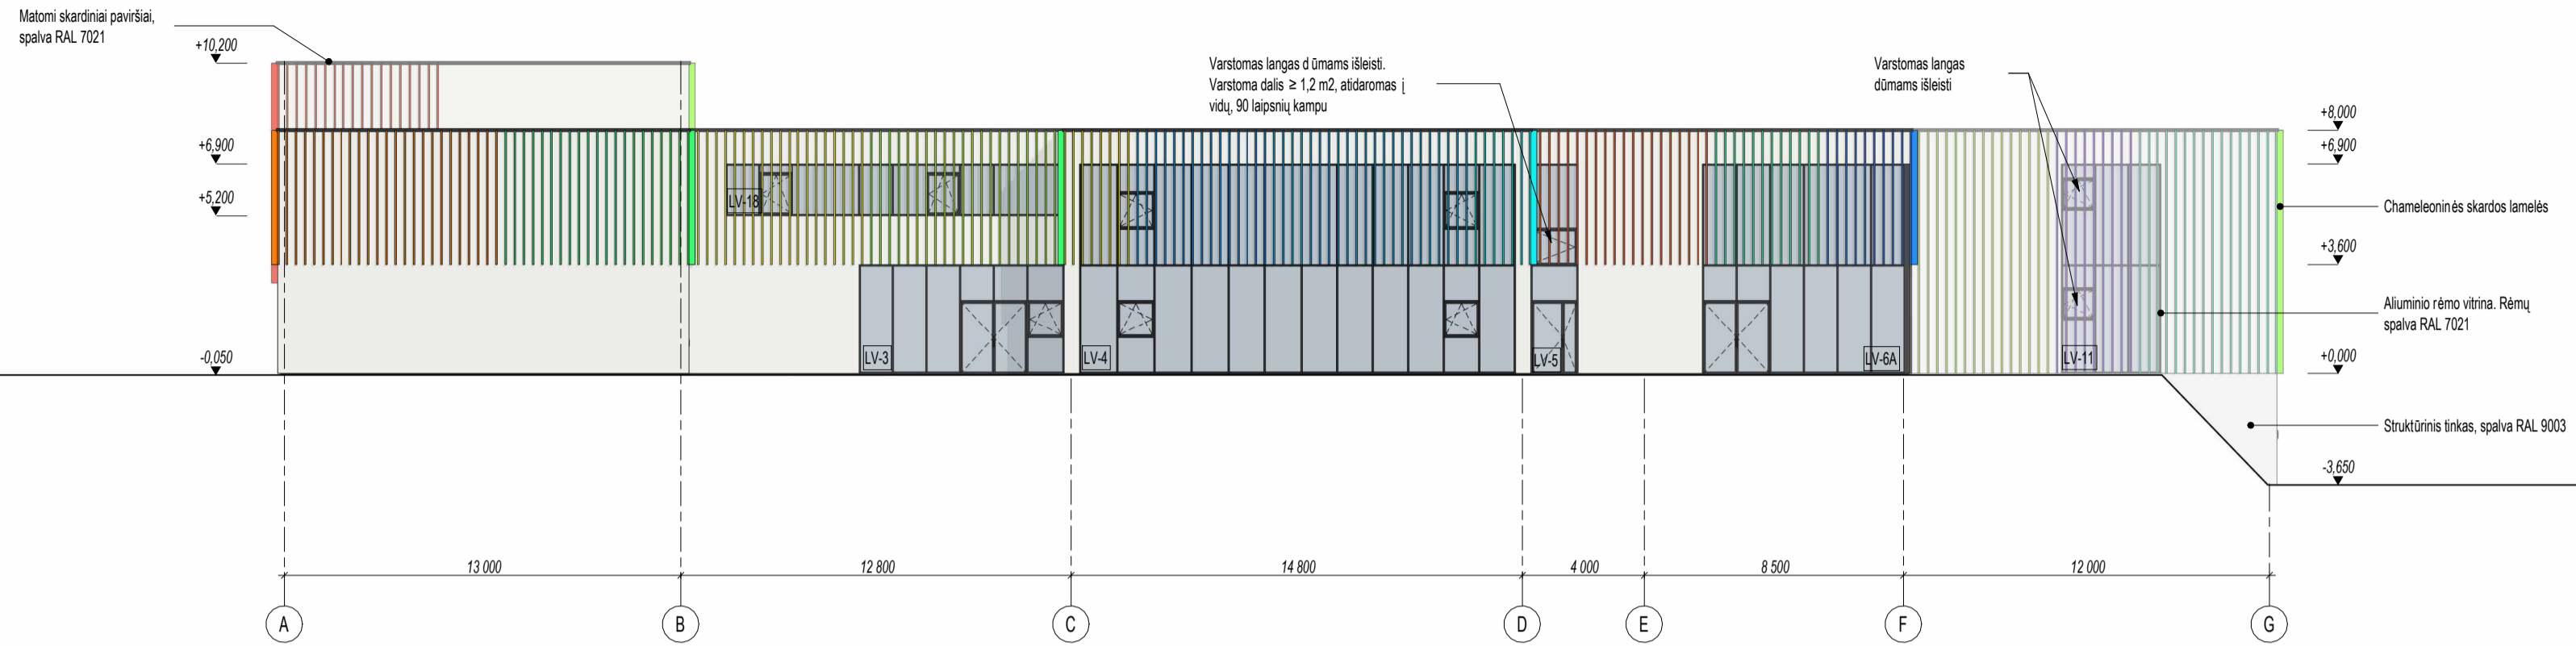 Matomi skardiniai paviršiai,
spalva RAL 7021
+10,200
+6,900
+5,200
-0,050
Varstomas langas d ūmams išleisti.
Varstoma dalis ≥ 1,2 m2, atidaromas į
vidų, 90 laipsnių kampu
Varstomas langas
dūmams išleisti
+8,000
+6,900
+3,600
+0,000
-3,650
Chameleoninės skardos lamelės
Aliuminio rėmo vitrina. Rėmų
spalva RAL 7021
Struktūrinis tinkas, spalva RAL 9003
LV-18
LV-3
LV-4
LV-5
LV-6A
LV-11
13 000
12 800
14 800
4 000
8 500
12 000
A
B
C
D
E
F
G